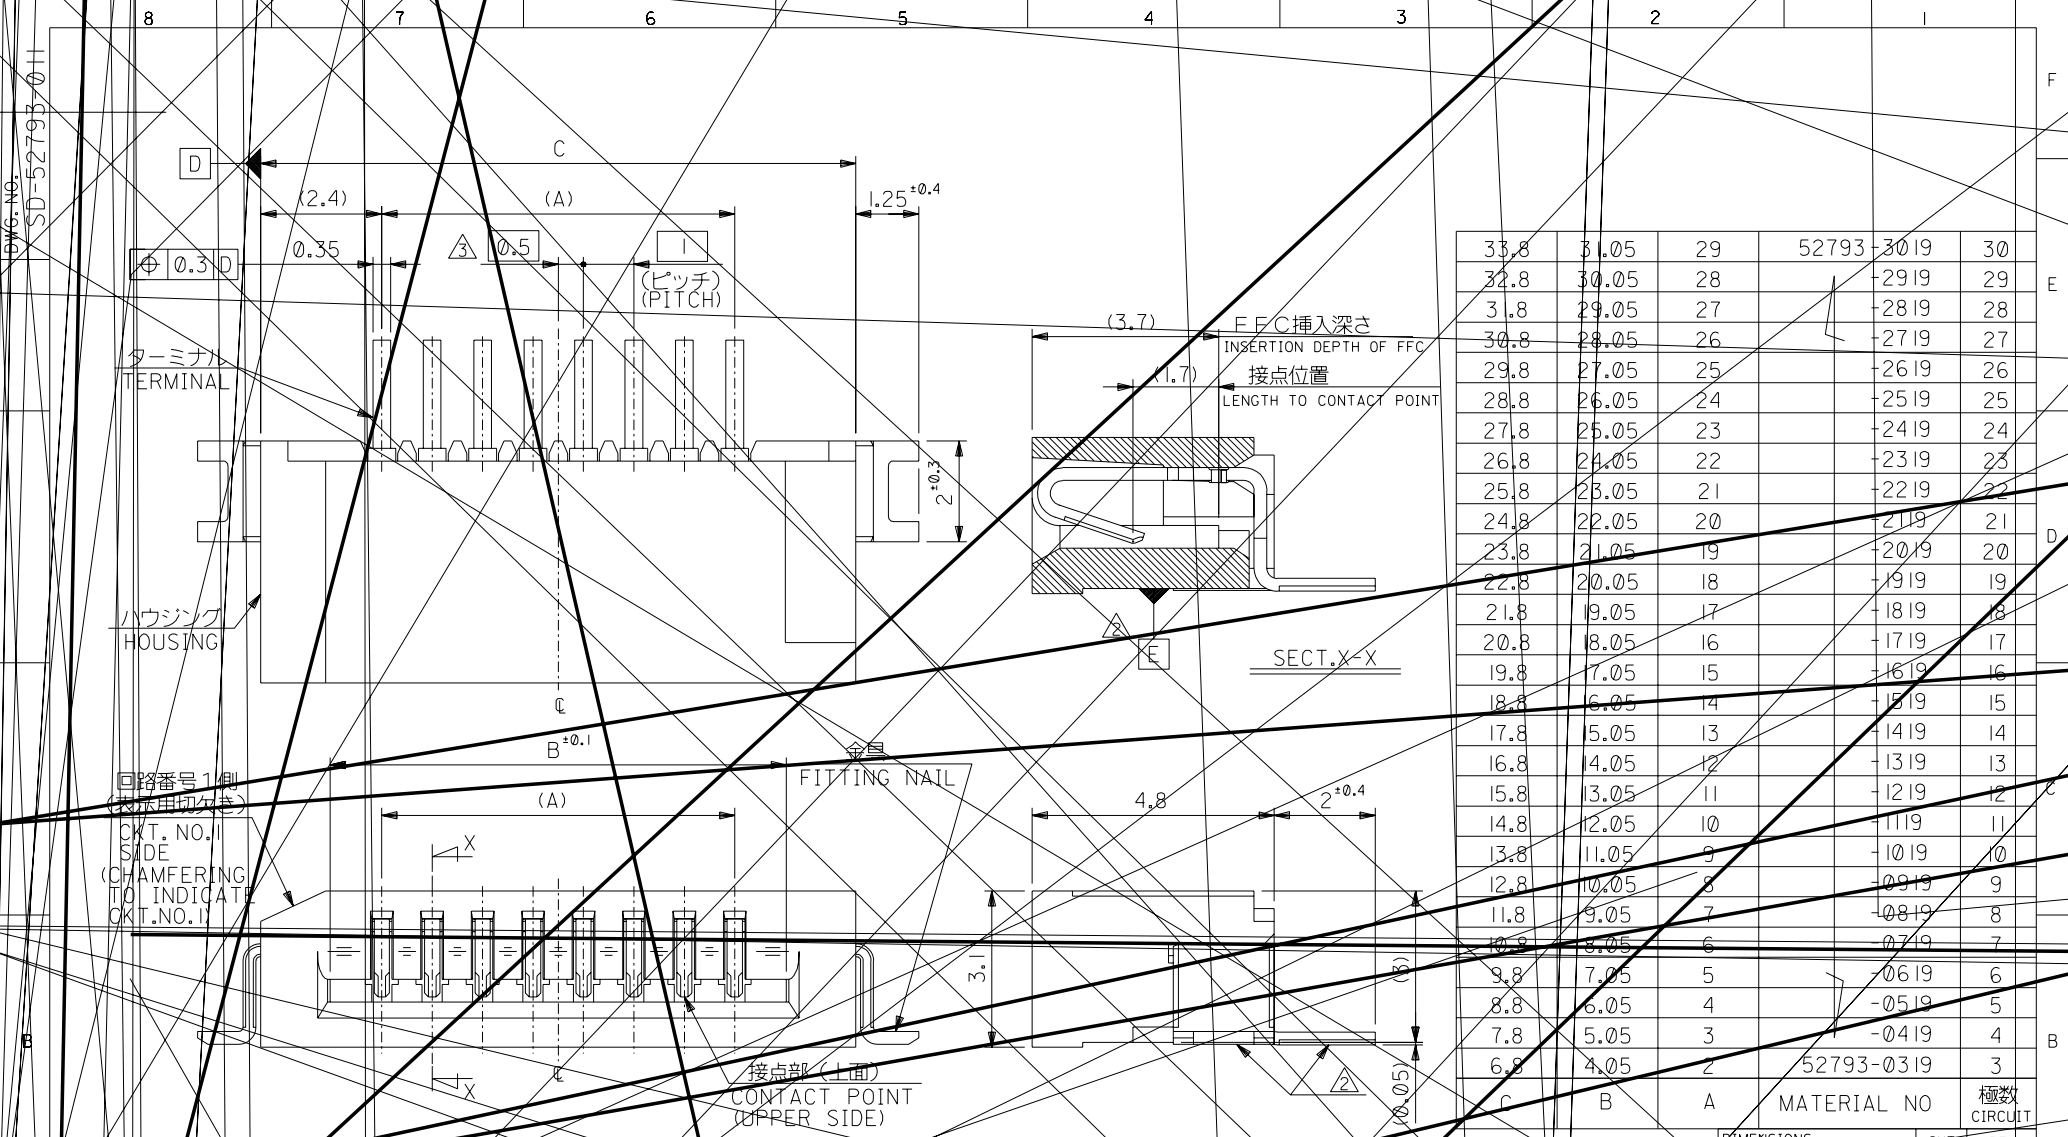 8 7 6 5 4 3 2 1
F
E
D
C
B
DWG. NO.
SD-52793-011
D
C
(2.4)
(A)
1.25 ±0.4
⌖ 0.3 D
0.35
3
0.5
1
(ピッチ)
(PITCH)
ターミナル
TERMINAL
2 ±0.3
ハウジング
HOUSING
℄
(3.7)
FFC挿入深さ
INSERTION DEPTH OF FFC
(1.7)
接点位置
LENGTH TO CONTACT POINT
2
E
SECT.X-X
B ±0.1
金具
FITTING NAIL
(A)
回路番号1側
(表示用切欠き)
CKT. NO.1
SIDE
(CHAMFERING
TO INDICATE
CKT.NO.1)
X
X
℄
接点部(上面)
CONTACT POINT
(UPPER SIDE)
B
4.8
2 ±0.4
3.1
(3)
(0.05)
2
33.8 31.05 29 52793-3019 30
32.8 30.05 28 -2919 29
31.8 29.05 27 -2819 28
30.8 28.05 26 -2719 27
29.8 27.05 25 -2619 26
28.8 26.05 24 -2519 25
27.8 25.05 23 -2419 24
26.8 24.05 22 -2319 23
25.8 23.05 21 -2219 22
24.8 22.05 20 -2119 21
23.8 21.05 19 -2019 20
22.8 20.05 18 -1919 19
21.8 19.05 17 -1819 18
20.8 18.05 16 -1719 17
19.8 17.05 15 -1619 16
18.8 16.05 14 -1519 15
17.8 15.05 13 -1419 14
16.8 14.05 12 -1319 13
15.8 13.05 11 -1219 12
14.8 12.05 10 -1119 11
13.8 11.05 9 -1019 10
12.8 10.05 8 -0919 9
11.8 9.05 7 -0819 8
10.8 8.05 6 -0719 7
9.8 7.05 5 -0619 6
8.8 6.05 4 -0519 5
7.8 5.05 3 -0419 4
6.8 4.05 2 52793-0319 3
C B A MATERIAL NO 極数
CIRCUIT